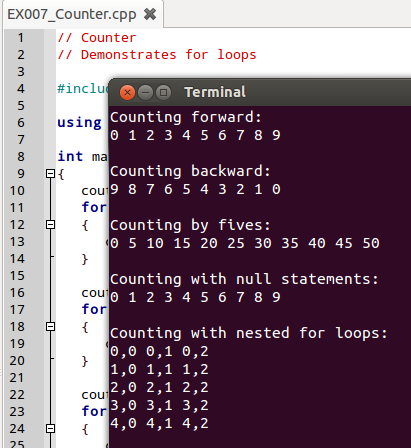 EX007_Counter.cpp
1 // Counter
2 // Demonstrates for loops
3
4 #inclu
5
6 using
7
8 int ma
9 {
10 cou
11 for
12 {
13
14 }
15
16 cou
17 for
18 {
19
20 }
21
22 cou
23 for
24 {
Terminal
Counting forward:
0 1 2 3 4 5 6 7 8 9
Counting backward:
9 8 7 6 5 4 3 2 1 0
Counting by fives:
0 5 10 15 20 25 30 35 40 45 50
Counting with null statements:
0 1 2 3 4 5 6 7 8 9
Counting with nested for loops:
0,0 0,1 0,2
1,0 1,1 1,2
2,0 2,1 2,2
3,0 3,1 3,2
4,0 4,1 4,2